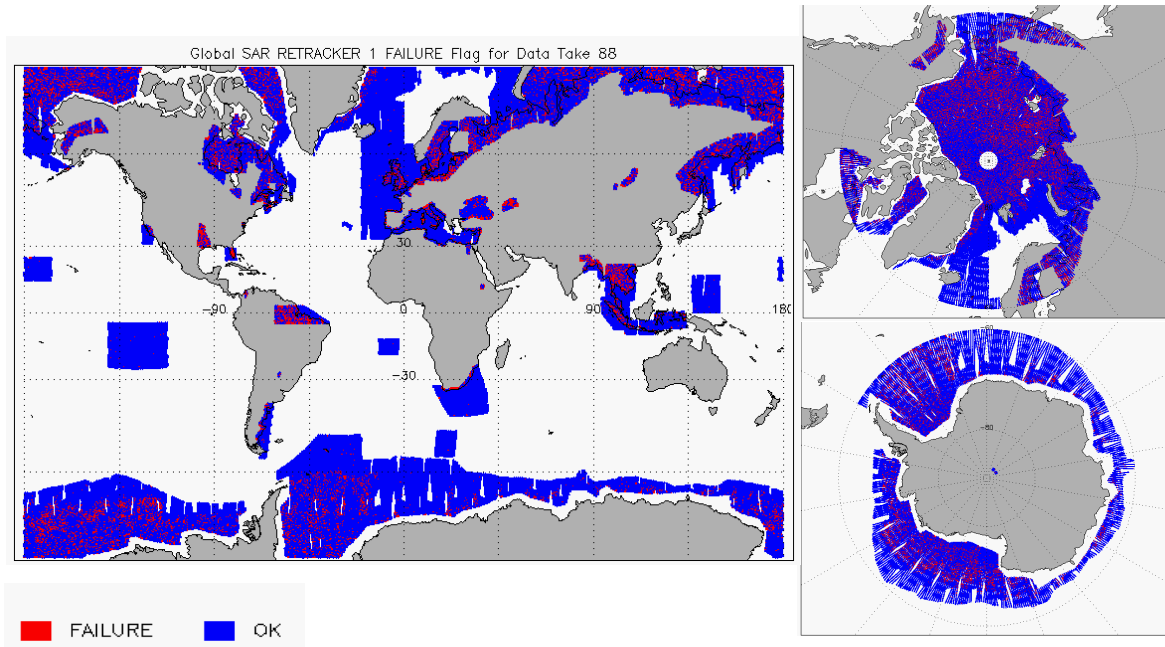 Global SAR RETRACKER 1 FAILURE Flag for Data Take 88
30
-90 0 90 180
-30
-80
FAILURE OK